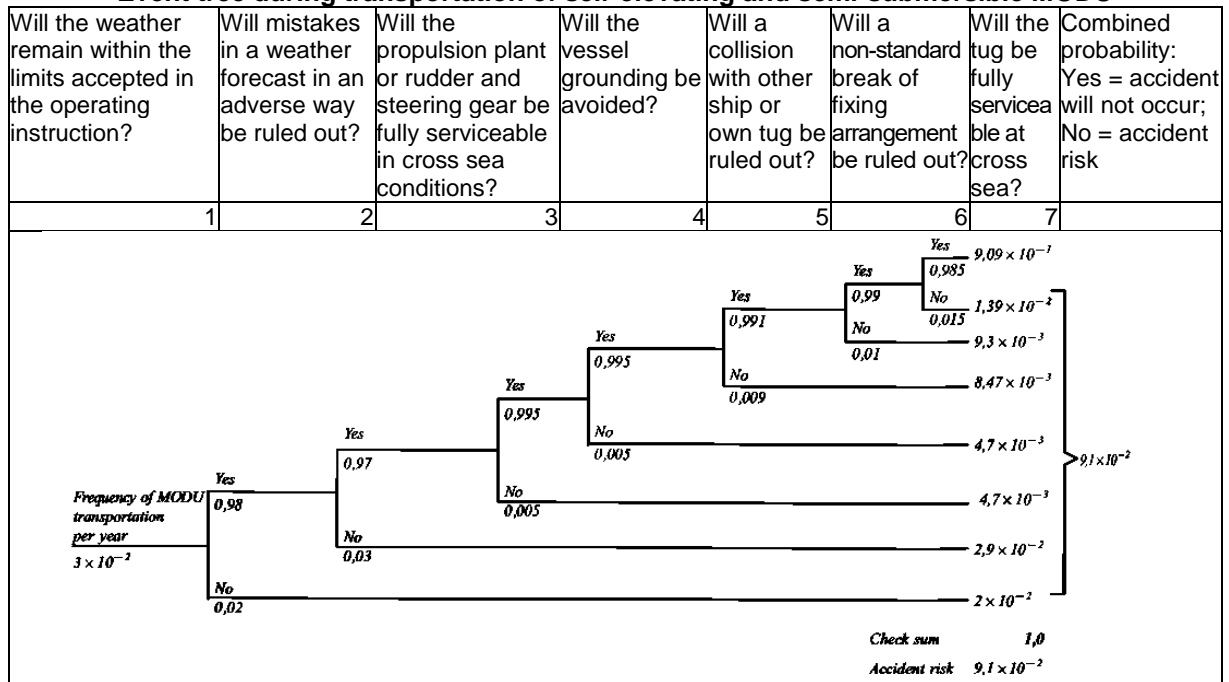 Event tree during transportation of self-elevating and semi-submersible MODU
Will the weather remain within the limits accepted in the operating instruction?
Will mistakes in a weather forecast in an adverse way be ruled out?
Will the propulsion plant or rudder and steering gear be fully serviceable in cross sea conditions?
Will the vessel grounding be avoided?
Will a collision with other ship or own tug be ruled out?
Will a non-standard break of fixing arrangement be ruled out?
Will the tug be fully servicea ble at cross sea?
Combined probability: Yes = accident will not occur; No = accident risk
1 2 3 4 5 6 7
Yes 9,09 × 10⁻¹
0,985
Yes
0,99
No 1,39 × 10⁻²
0,015
Yes
0,991
No 9,3 × 10⁻³
0,01
Yes
0,995
No 8,47 × 10⁻³
0,009
Yes
0,995
No 4,7 × 10⁻³
0,005
9,1 × 10⁻²
Yes
0,97
No 4,7 × 10⁻³
0,005
Yes
0,98
Frequency of MODU
transportation
per year
3 × 10⁻²
No 2,9 × 10⁻²
0,03
No 2 × 10⁻²
0,02
Check sum 1,0
Accident risk 9,1 × 10⁻²